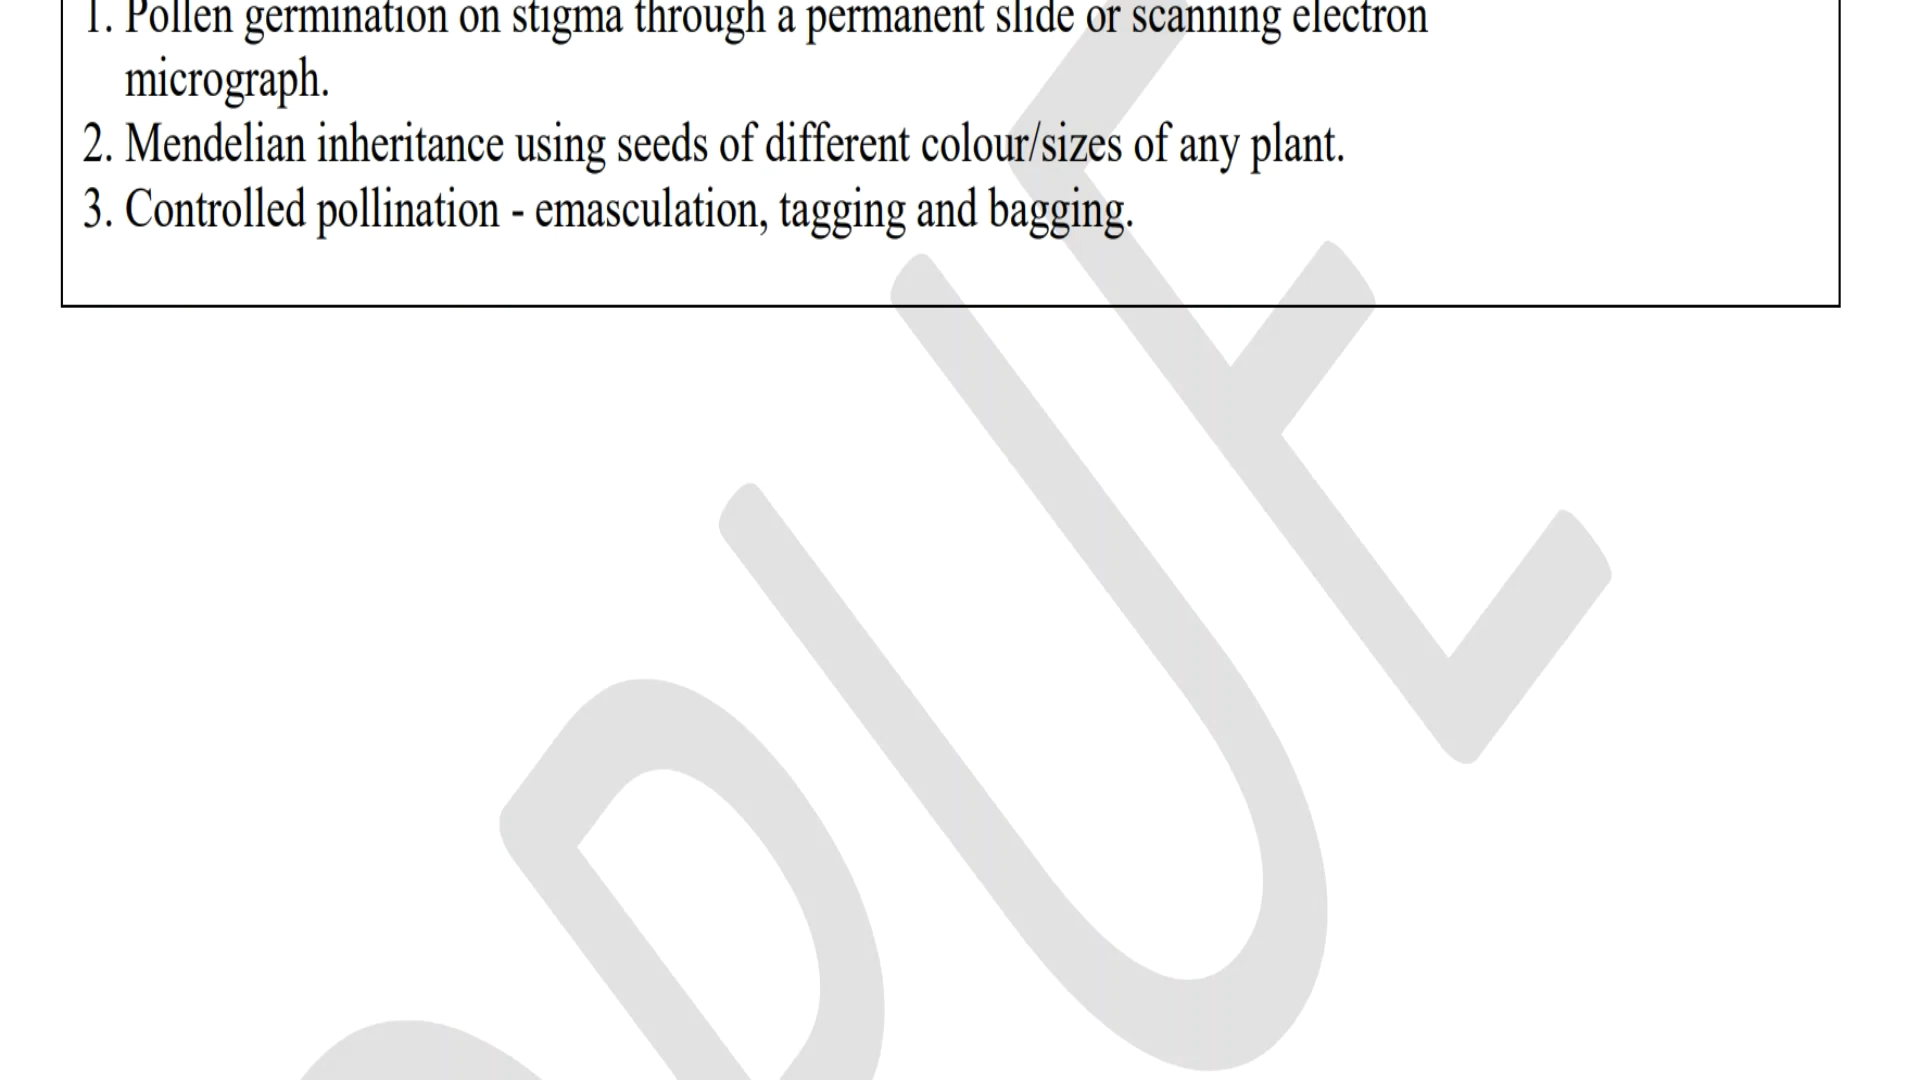 1. Pollen germination on stigma through a permanent slide or scanning electron
micrograph.
2. Mendelian inheritance using seeds of different colour/sizes of any plant.
3. Controlled pollination - emasculation, tagging and bagging.